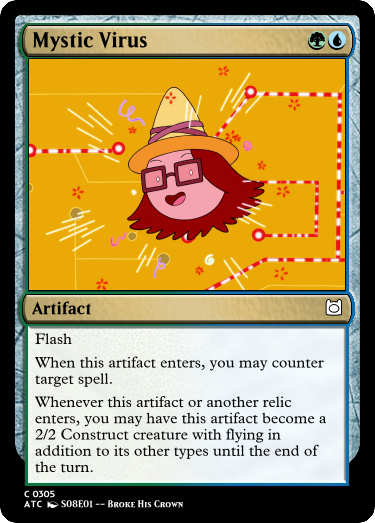 Mystic Virus
Artifact
Flash
When this artifact enters, you may counter
target spell.
Whenever this artifact or another relic
enters, you may have this artifact become a
2/2 Construct creature with flying in
addition to its other types until the end of
the turn.
C 0305
ATC S08E01 -- Broke His Crown